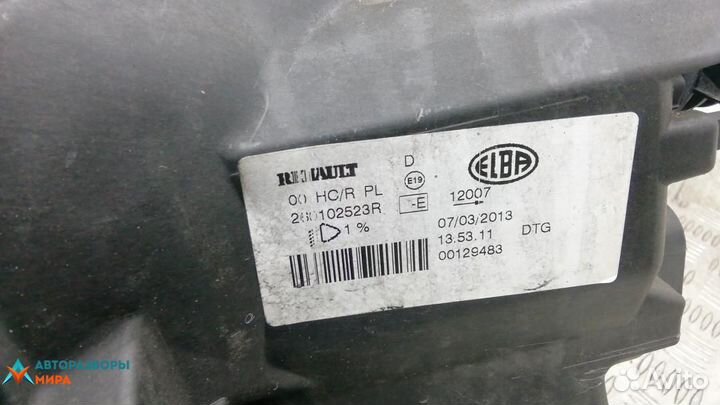 RENAULT D ELBA
00 HC/R PL E19 12007
260102523R -E 07/03/2013
1 % 13.53.11 DTG
00129483
АВТОРАЗБОРЫ
МИРА
Avito